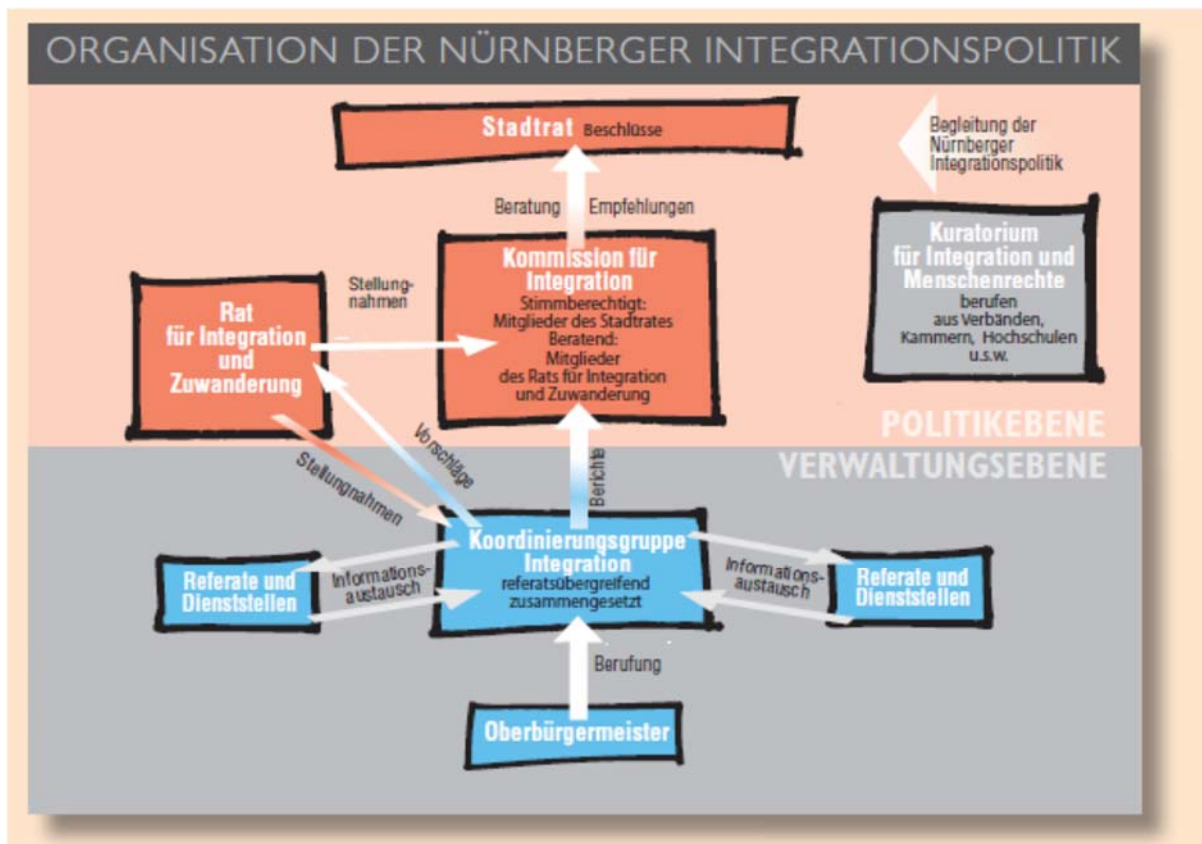 ORGANISATION DER NÜRNBERGER INTEGRATIONSPOLITIK
Stadtrat Beschlüsse
Begleitung der
Nürnberger
Integrationspolitik
Beratung
Empfehlungen
Kuratorium
für Integration und
Menschenrechte
berufen
aus Verbänden,
Kammern, Hochschulen
u.s.w.
Kommission für
Integration
Stimmberechtigt:
Mitglieder des Stadtrates
Beratend:
Mitglieder
des Rats für Integration
und Zuwanderung
Stellung-
nahmen
Rat
für Integration
und
Zuwanderung
POLITIKEBENE
VERWALTUNGSEBENE
Stellungnahmen
Vorschläge
Berichte
Koordinierungsgruppe
Integration
referatsübergreifend
zusammengesetzt
Referate und
Dienststellen
Informations-
austausch
Informations-
austausch
Referate und
Dienststellen
Berufung
Oberbürgermeister